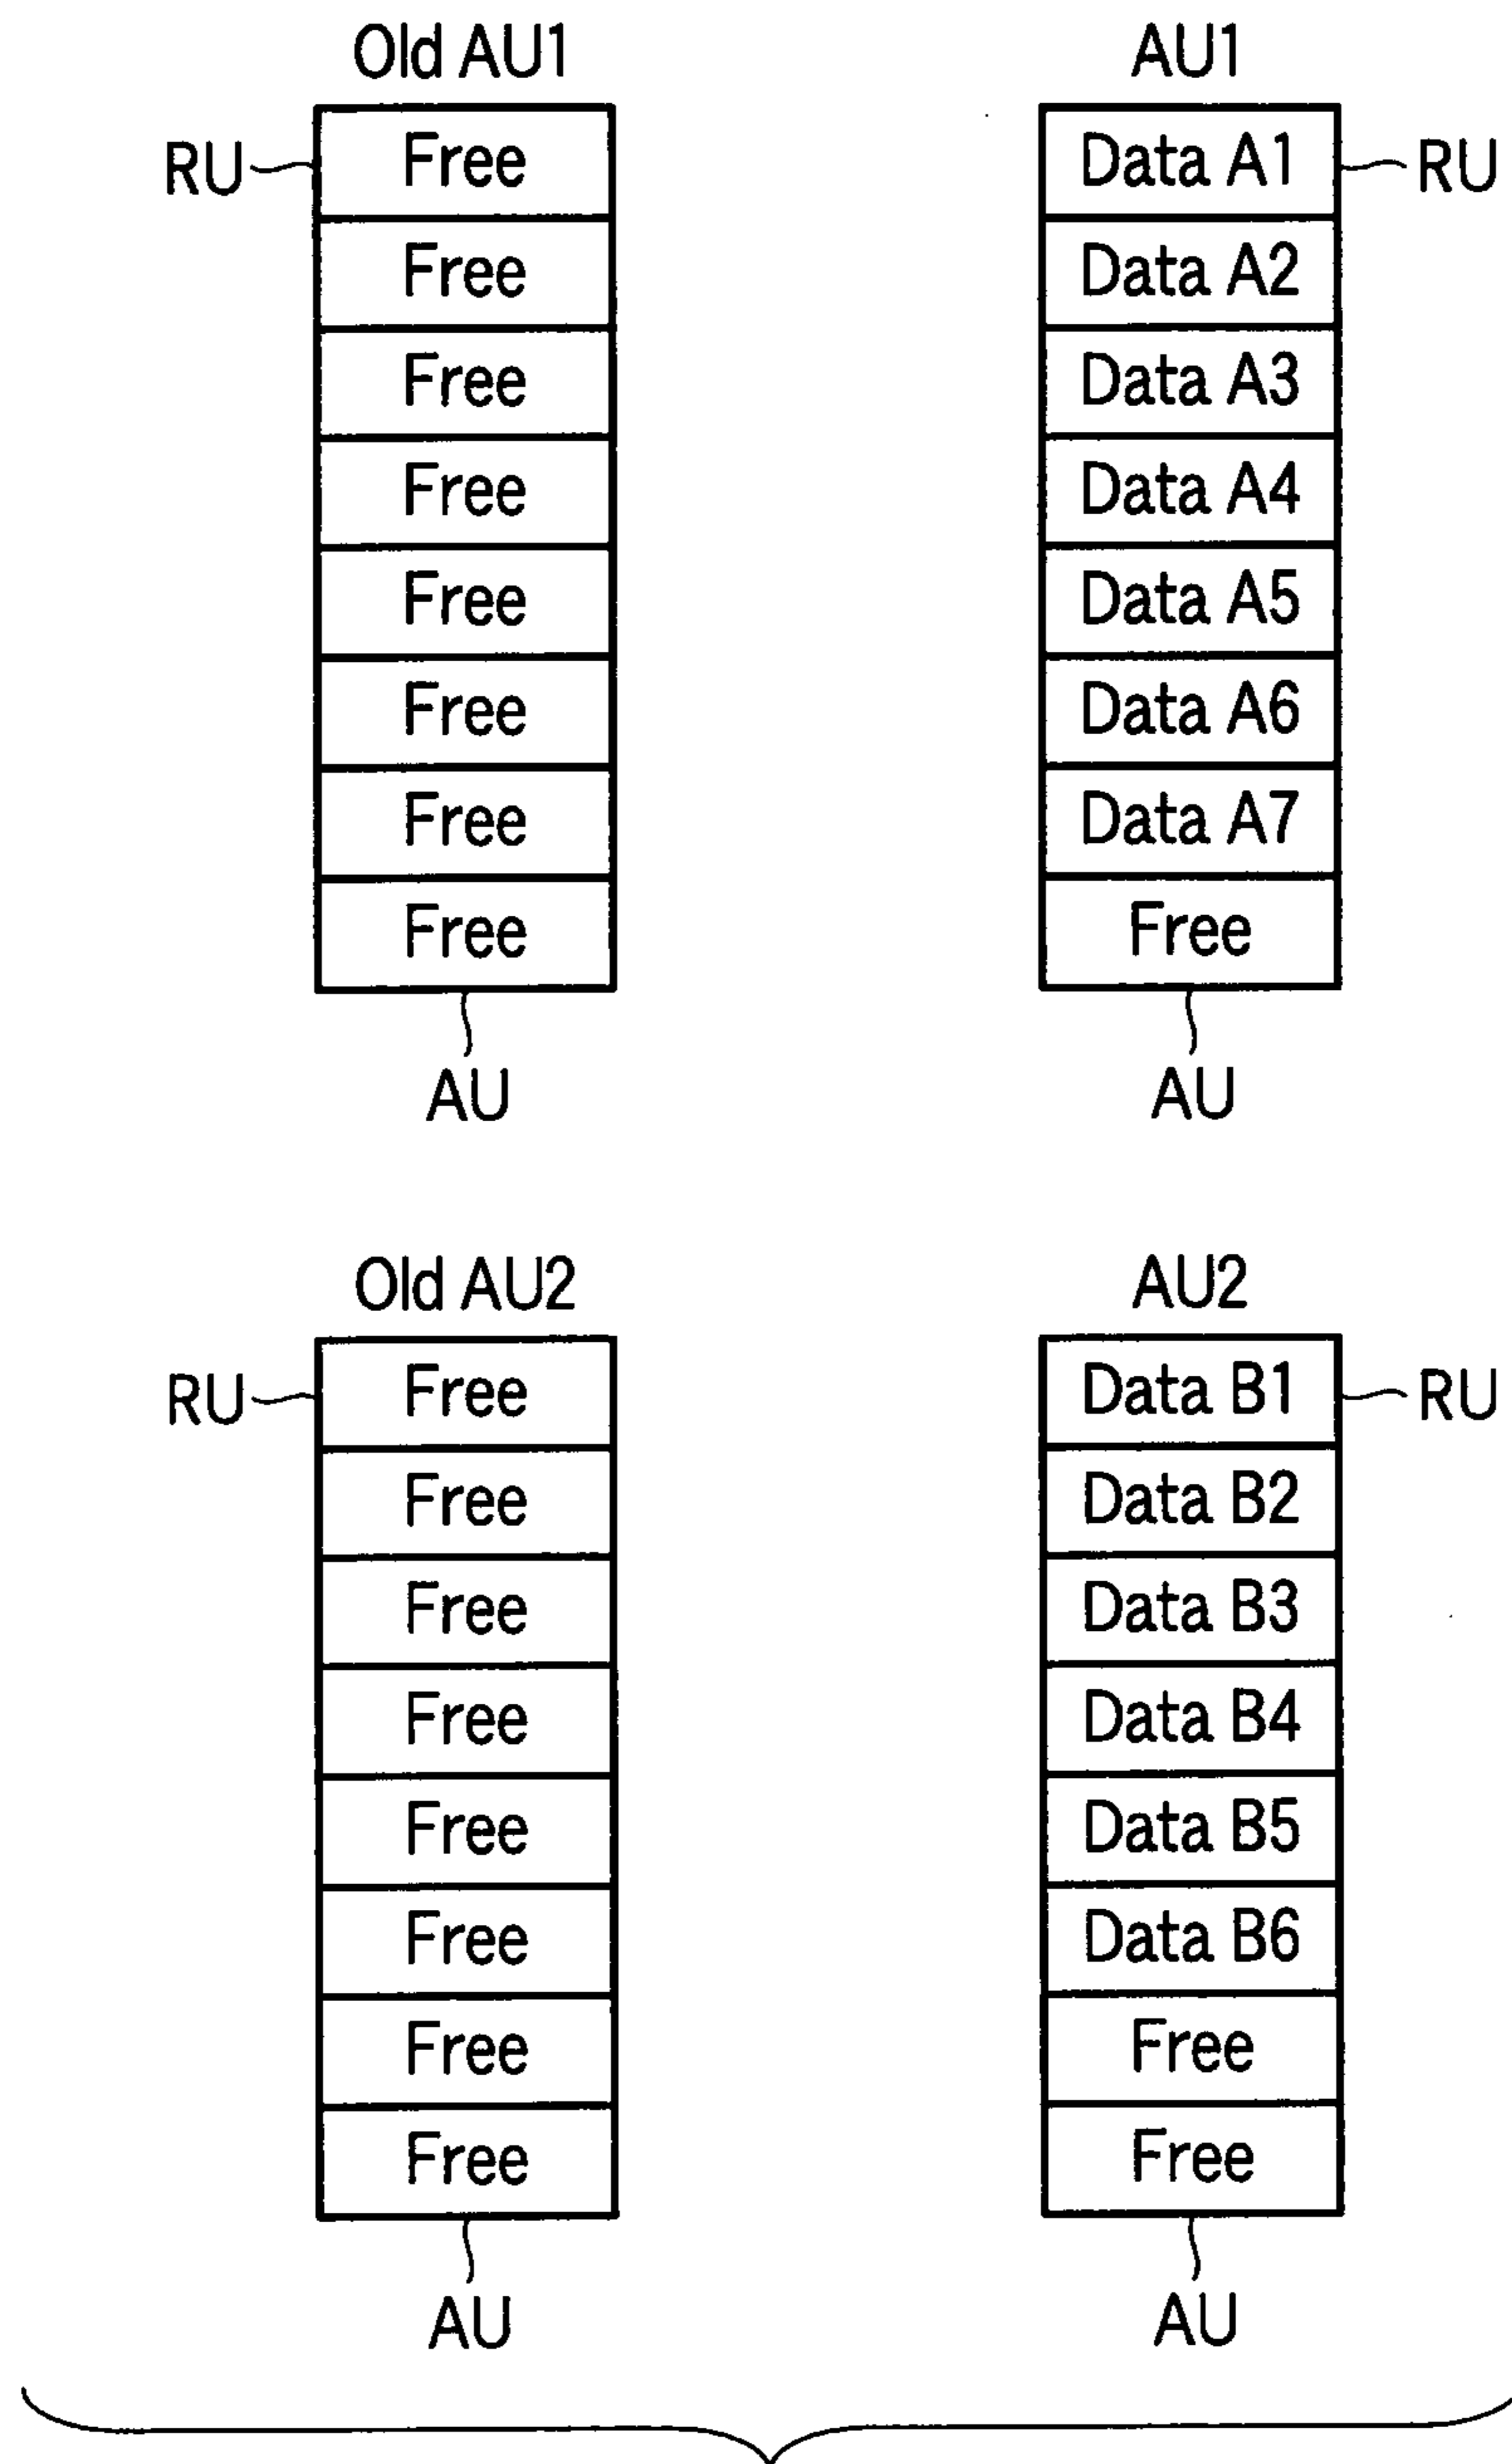 Old AU1
RU
Free
Free
Free
Free
Free
Free
Free
Free
AU
AU1
Data A1
RU
Data A2
Data A3
Data A4
Data A5
Data A6
Data A7
Free
AU
Old AU2
RU
Free
Free
Free
Free
Free
Free
Free
Free
AU
AU2
Data B1
RU
Data B2
Data B3
Data B4
Data B5
Data B6
Free
Free
AU